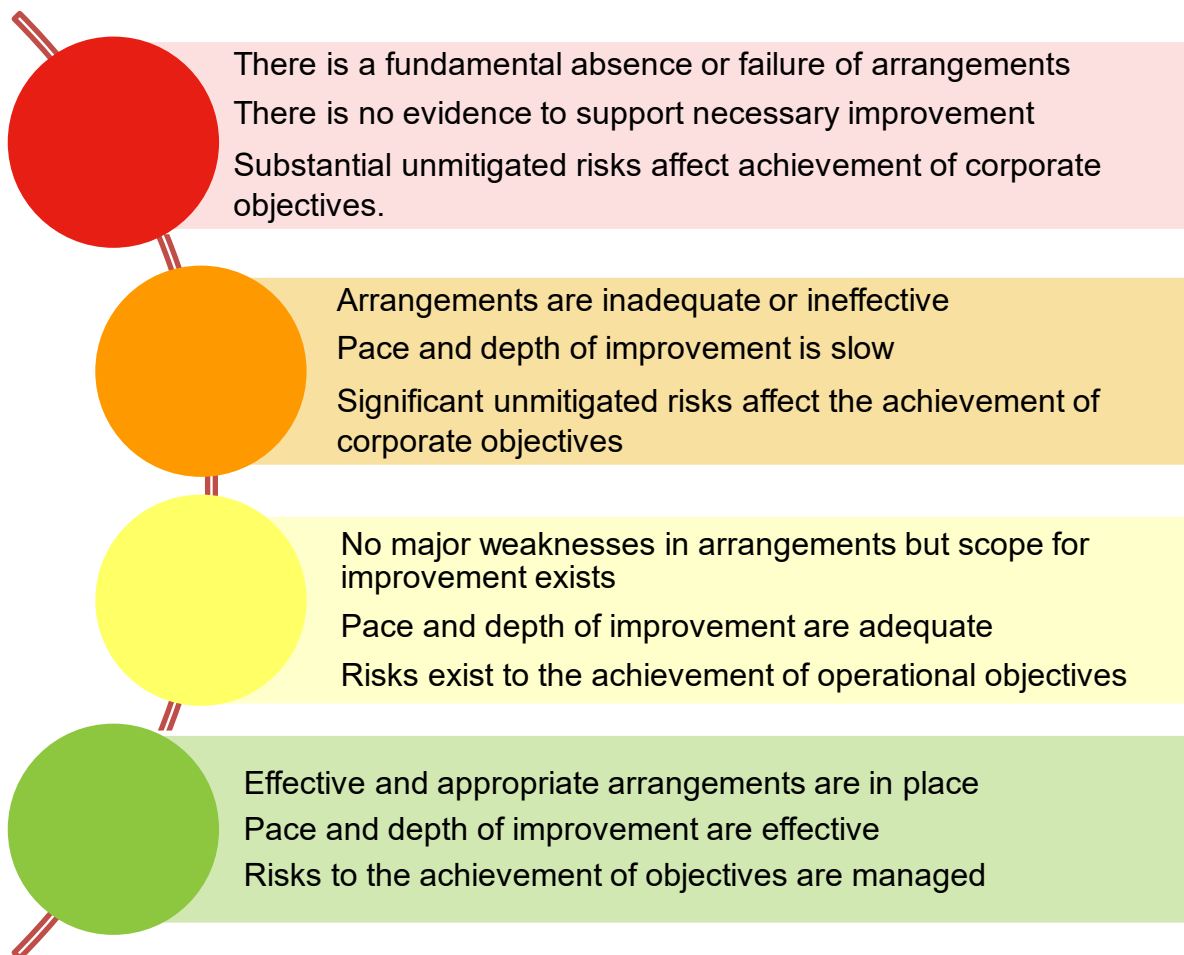 There is a fundamental absence or failure of arrangements
There is no evidence to support necessary improvement
Substantial unmitigated risks affect achievement of corporate
objectives.
Arrangements are inadequate or ineffective
Pace and depth of improvement is slow
Significant unmitigated risks affect the achievement of
corporate objectives
No major weaknesses in arrangements but scope for
improvement exists
Pace and depth of improvement are adequate
Risks exist to the achievement of operational objectives
Effective and appropriate arrangements are in place
Pace and depth of improvement are effective
Risks to the achievement of objectives are managed